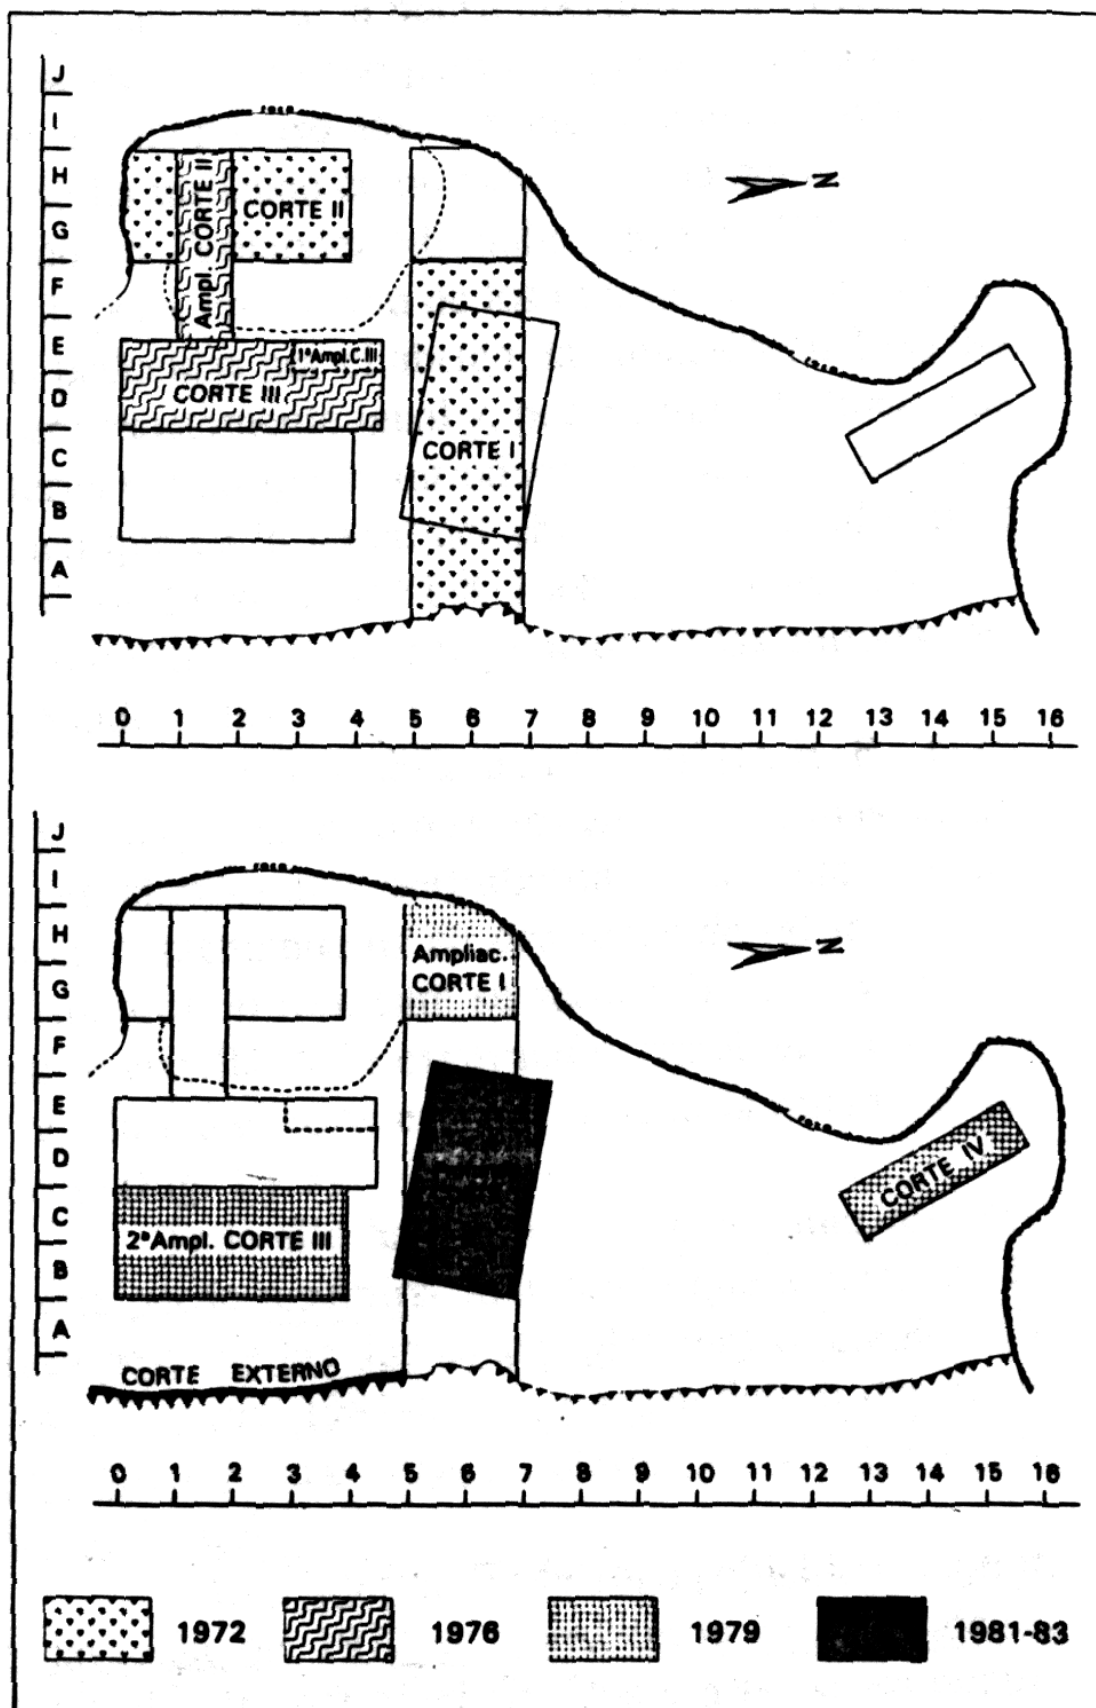 J
I
H
G
F
E
D
C
B
A
CORTE II
Ampl. CORTE II
1ªAmpl.C.III
CORTE III
CORTE I
N
0 1 2 3 4 5 6 7 8 9 10 11 12 13 14 15 16
J
I
H
G
F
E
D
C
B
A
Ampliac.
CORTE I
N
CORTE IV
2ªAmpl. CORTE III
CORTE EXTERNO
0 1 2 3 4 5 6 7 8 9 10 11 12 13 14 15 16
1972 1976 1979 1981-83